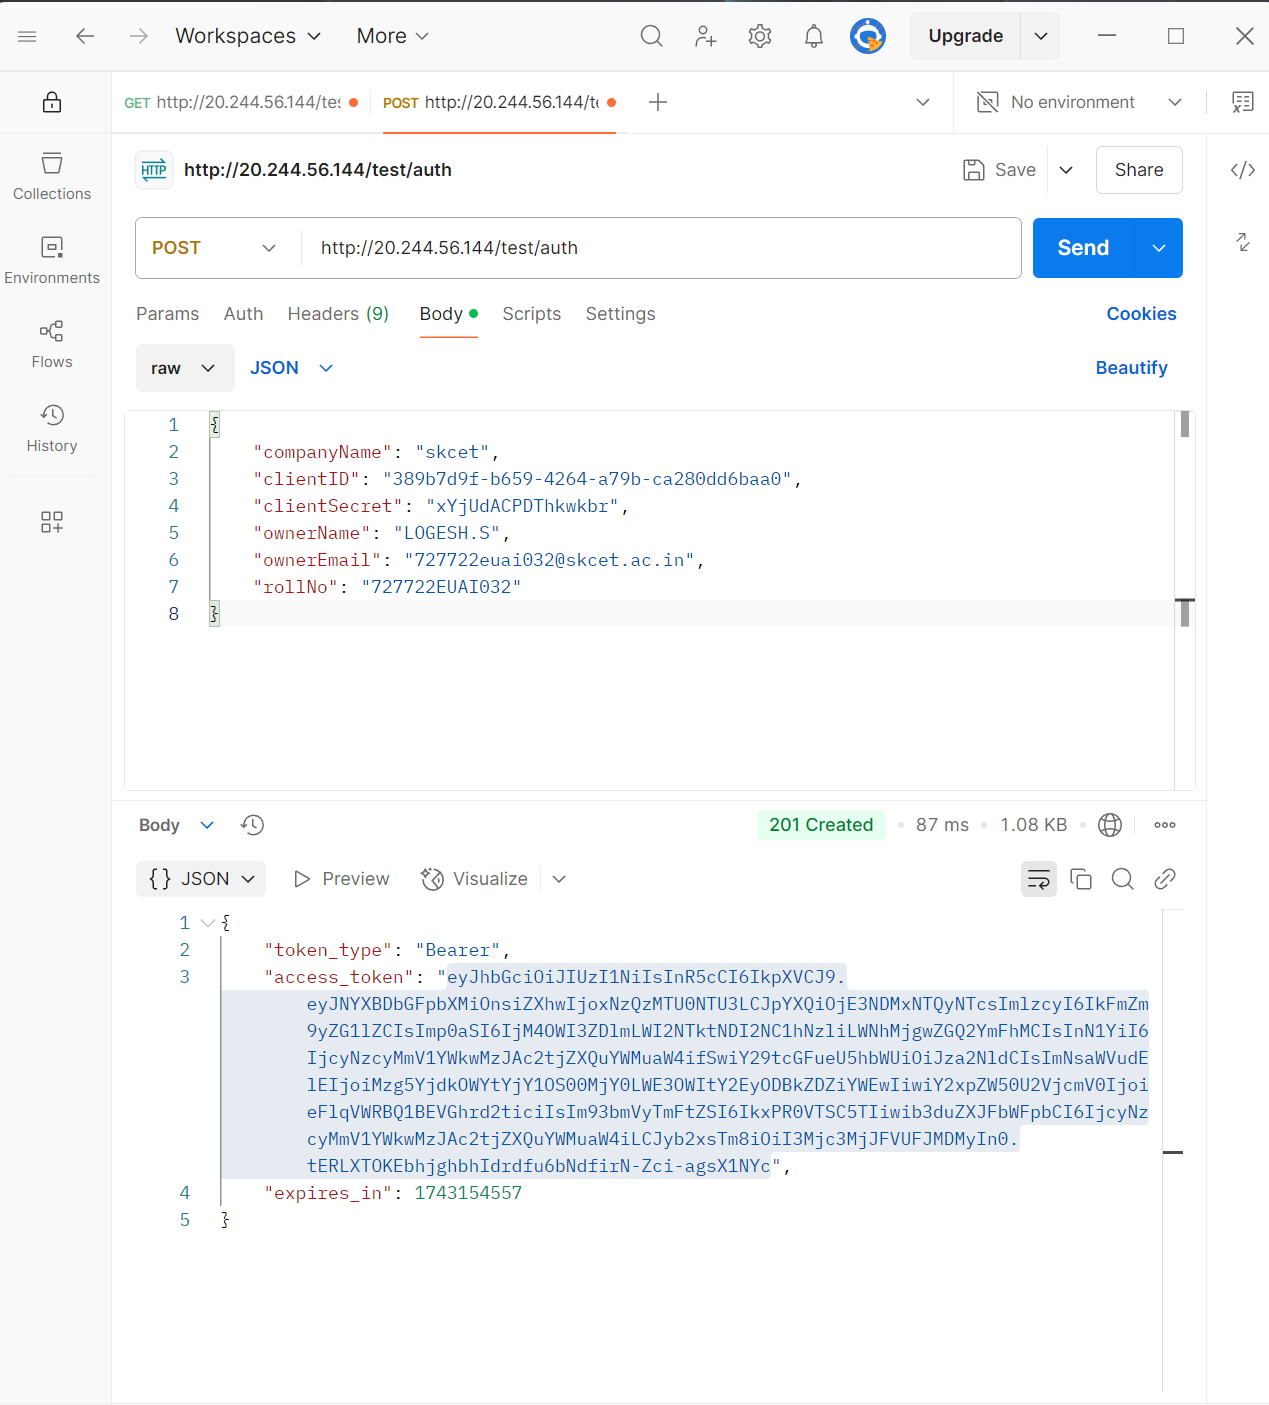 Workspaces More Upgrade
GET http://20.244.56.144/tes POST http://20.244.56.144/te No environment
HTTP http://20.244.56.144/test/auth Save Share
Collections
POST http://20.244.56.144/test/auth Send
Environments
Params Auth Headers (9) Body Scripts Settings Cookies
Flows
raw JSON Beautify
History
1 {
2 "companyName": "skcet",
3 "clientID": "389b7d9f-b659-4264-a79b-ca280dd6baa0",
4 "clientSecret": "xYjUdACPDThkwkbr",
5 "ownerName": "LOGESH.S",
6 "ownerEmail": "727722euai032@skcet.ac.in",
7 "rollNo": "727722EUAI032"
8 }
Body 201 Created 87 ms 1.08 KB
{} JSON Preview Visualize
1 {
2 "token_type": "Bearer",
3 "access_token": "eyJhbGciOiJIUzI1NiIsInR5cCI6IkpXVCJ9.
eyJNYXBDbGFpbXMiOnsiZXhwIjoxNzQzMTU0NTU3LCJpYXQiOjE3NDMxNTQyNTcsImlzcyI6IkFmZm
9yZG1lZCIsImp0aSI6IjM4OWI3ZDlmLWI2NTktNDI2NC1hNzliLWNhMjgwZGQ2YmFhMCIsInN1YiI6
IjcyNzcyMmV1YWkwMzJAc2tjZXQuYWMuaW4ifSwiY29tcGFueU5hbWUiOiJza2NldCIsImNsaWVudE
lEIjoiMzg5YjdkOWYtYjY1OS00MjY0LWE3OWItY2EyODBkZDZiYWEwIiwiY2xpZW50U2VjcmV0Ijoi
eFlqVWRBQ1BEVGhrd2ticiIsIm93bmVyTmFtZSI6IkxPR0VTSC5TIiwib3duZXJFbWFpbCI6IjcyNz
cyMmV1YWkwMzJAc2tjZXQuYWMuaW4iLCJyb2xsTm8iOiI3Mjc3MjJFVUFJMDMyIn0.
tERLXTOKEbhjghbhIdrdfu6bNdfirN-Zci-agsX1NYc",
4 "expires_in": 1743154557
5 }